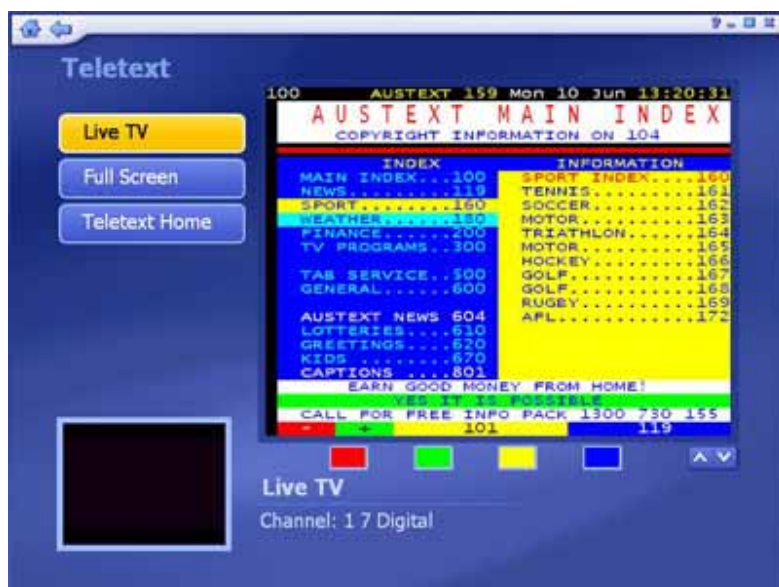 Teletext
Live TV
Full Screen
Teletext Home
100 AUSTEXT 159 Mon 10 Jun 13:20:31
AUSTEXT MAIN INDEX
COPYRIGHT INFORMATION ON 104
INDEX
MAIN INDEX...100
NEWS.........119
SPORT........160
WEATHER......180
FINANCE......200
TV PROGRAMS..300
TAB SERVICE..500
GENERAL......600
AUSTEXT NEWS 604
LOTTERIES....610
GREETINGS....620
KIDS ........670
CAPTIONS ....801
INFORMATION
SPORT INDEX....160
TENNIS.........161
SOCCER.........162
MOTOR..........163
TRIATHLON......164
MOTOR..........165
HOCKEY.........166
GOLF...........167
GOLF...........168
RUGBY..........169
AFL............172
EARN GOOD MONEY FROM HOME!
YES IT IS POSSIBLE
CALL FOR FREE INFO PACK 1300 730 155
- + 101 119
Live TV
Channel: 1 7 Digital